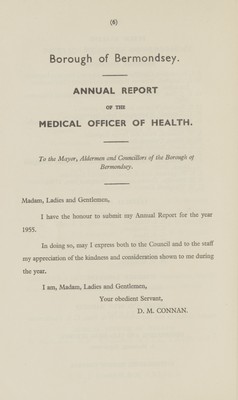 (4)
Borough of Bermondsey.
ANNUAL REPORT
OF THE
MEDICAL OFFICER OF HEALTH.
To the Mayor, Aldermen and Councillors of the Borough of
Bermondsey.
Madam, Ladies and Gentlemen,
I have the honour to submit my Annual Report for the year
1955.
In doing so, may I express both to the Council and to the staff
my appreciation of the kindness and consideration shown to me during
the year.
I am, Madam, Ladies and Gentlemen,
Your obedient Servant,
D. M. CONNAN.